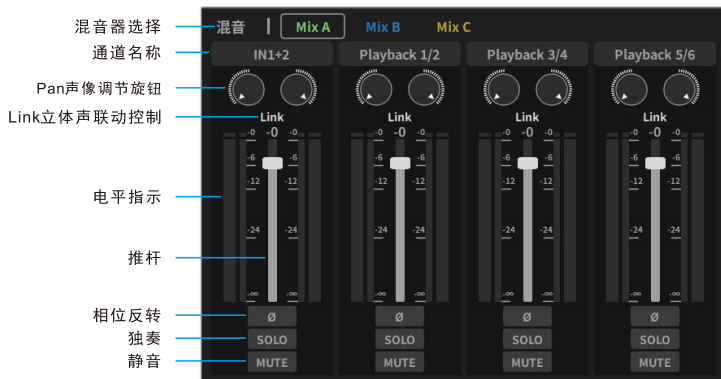 混音器选择 混音 Mix A Mix B Mix C
通道名称 IN1+2 Playback 1/2 Playback 3/4 Playback 5/6
Pan声像调节旋钮
Link立体声联动控制 Link Link Link Link
-0 -0 -0 -0 -0 -0 -0 -0 -0 -0 -0 -0
-6 -6 -6 -6 -6 -6 -6 -6
-12 -12 -12 -12 -12 -12 -12 -12
电平指示
-24 -24 -24 -24 -24 -24 -24 -24
推杆
-∞ -∞ -∞ -∞ -∞ -∞ -∞ -∞
相位反转 Ø Ø Ø Ø
独奏 SOLO SOLO SOLO SOLO
静音 MUTE MUTE MUTE MUTE